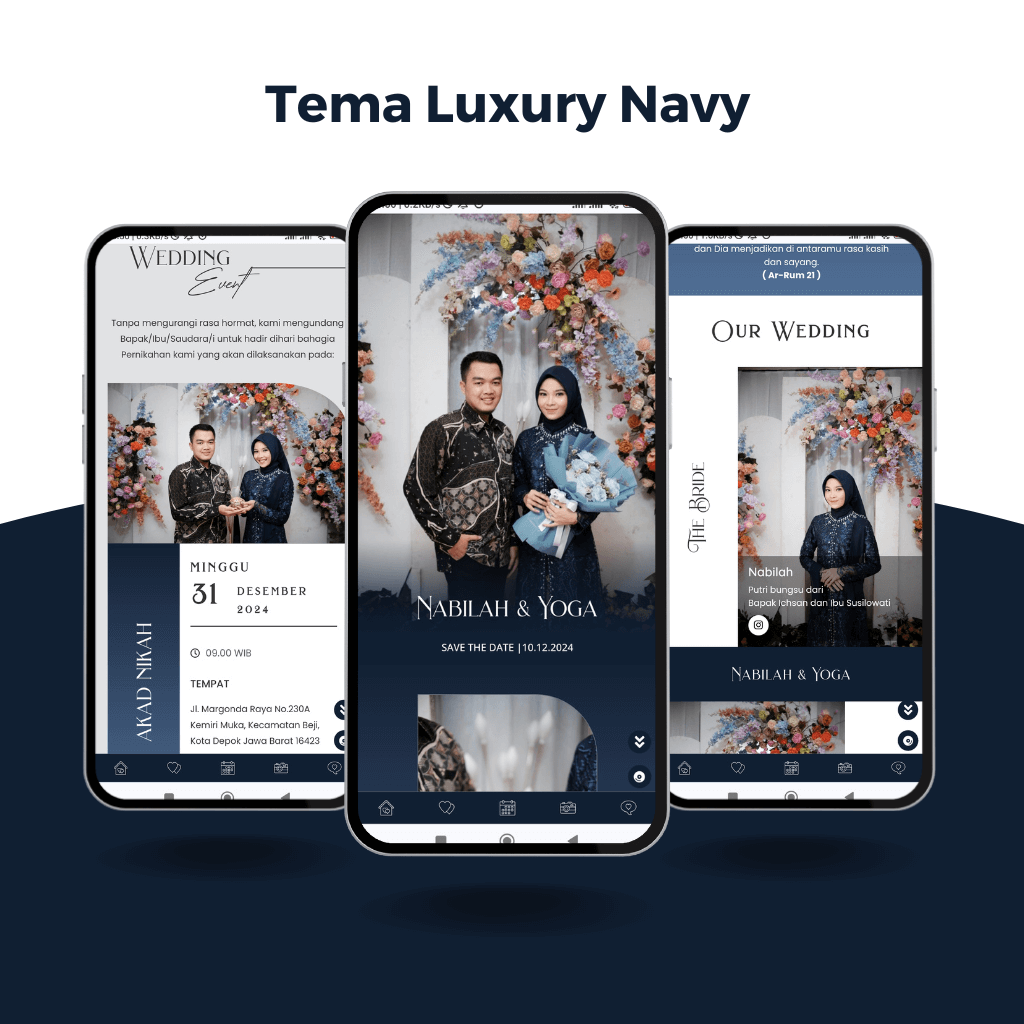 Tema Luxury Navy
WEDDING
Event
Tanpa mengurangi rasa hormat, kami mengundang
Bapak/Ibu/Saudara/i untuk hadir dihari bahagia
Pernikahan kami yang akan dilaksanakan pada:
MINGGU
31
DESEMBER
2024
AKAD NIKAH
09.00 WIB
TEMPAT
Jl. Margonda Raya No.230A
Kemiri Muka, Kecamatan Beji,
Kota Depok Jawa Barat 16423
NABILAH & YOGA
SAVE THE DATE |10.12.2024
dan Dia menjadikan di antaramu rasa kasih
dan sayang.
( Ar-Rum 21 )
OUR WEDDING
THE BRIDE
Nabilah
Putri bungsu dari
Bapak Ichsan dan Ibu Susilowati
NABILAH & YOGA